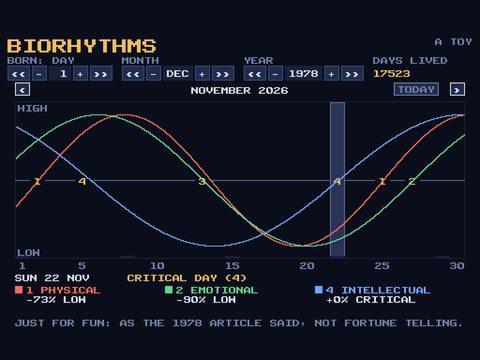 BIORHYTHMS
A TOY
BORN: DAY MONTH YEAR DAYS LIVED
<< - 1 + >> << - DEC + >> << - 1978 + >> 17523
< NOVEMBER 2026 TODAY >
HIGH
1 4 3 4 1 2
LOW
1 5 10 15 20 25 30
SUN 22 NOV CRITICAL DAY (4)
1 PHYSICAL 2 EMOTIONAL 4 INTELLECTUAL
-73% LOW -90% LOW +0% CRITICAL
JUST FOR FUN: AS THE 1978 ARTICLE SAID, NOT FORTUNE TELLING.